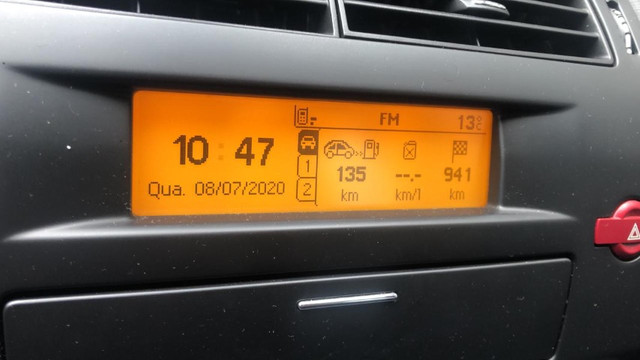 FM 13°C
10:47
1
135 --.- 941
km km/l km
Qua. 08/07/2020
2